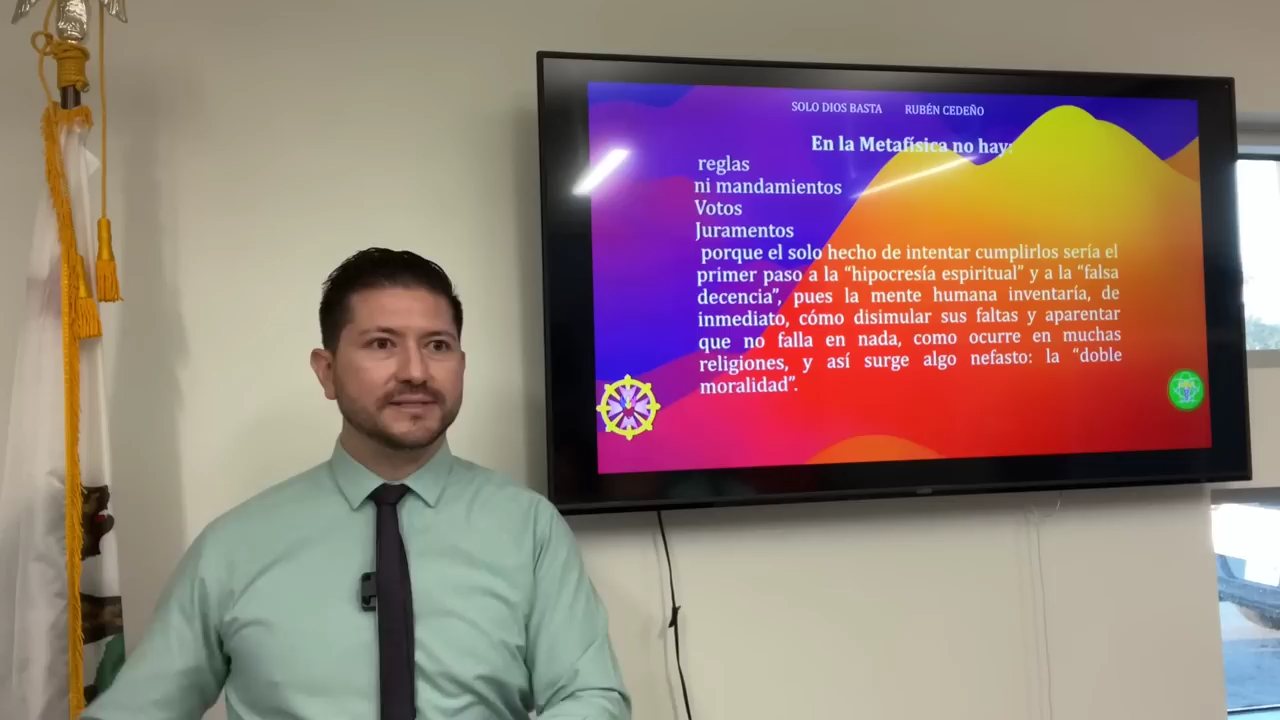 SOLO DIOS BASTA RUBÉN CEDEÑO
En la Metafísica no hay:
reglas
ni mandamientos
Votos
Juramentos
porque el solo hecho de intentar cumplirlos sería el
primer paso a la “hipocresía espiritual” y a la “falsa
decencia”, pues la mente humana inventaría, de
inmediato, cómo disimular sus faltas y aparentar
que no falla en nada, como ocurre en muchas
religiones, y así surge algo nefasto: la “doble
moralidad”.